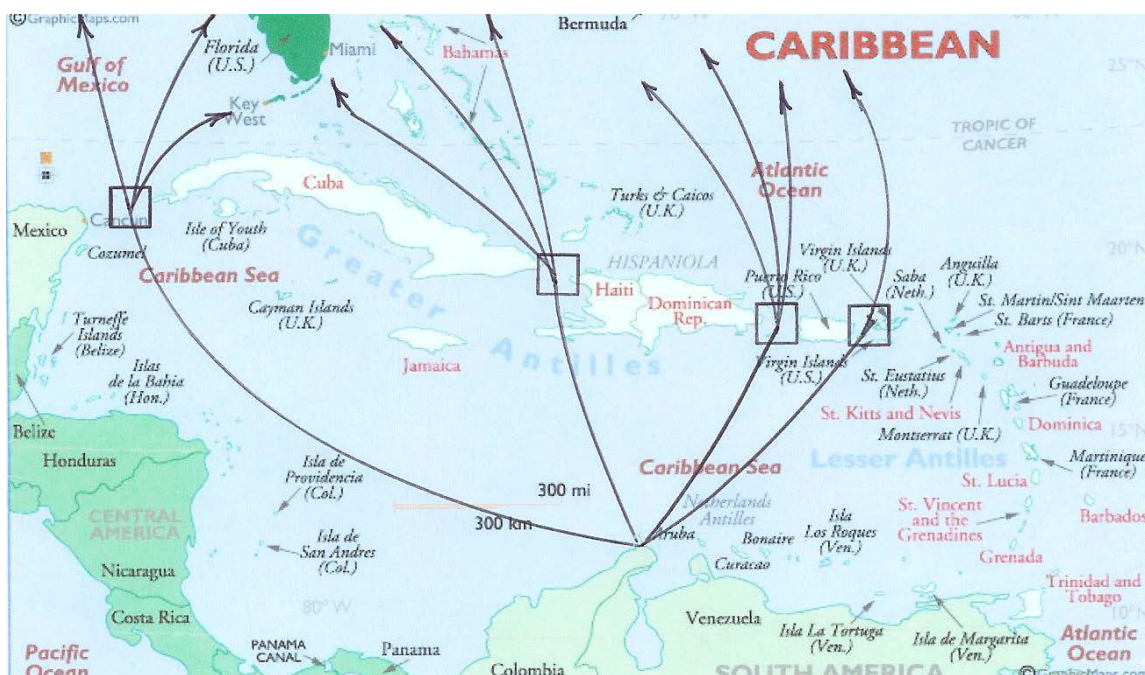 ©GraphicMaps.com
Bermuda
70° W
60° W
CARIBBEAN
Florida
(U.S.)
Miami
Bahamas
Gulf of
Mexico
25°N
Key
West
TROPIC OF
CANCER
Atlantic
Ocean
Cuba
Turks & Caicos
(U.K.)
Mexico
Cancun
Isle of Youth
(Cuba)
Cozumel
Caribbean Sea
Greater
Antilles
HISPANIOLA
Virgin Islands
(U.K.)
Puerto Rico
(U.S.)
Saba
(Neth.)
Anguilla
(U.K.)
20°N
St. Martin/Sint Maarten
St. Barts (France)
Haiti
Dominican
Rep.
Cayman Islands
(U.K.)
Turneffe
Islands
(Belize)
Jamaica
Virgin Islands
(U.S.)
St. Eustatius
(Neth.)
Antigua and
Barbuda
Islas
de la Bahia
(Hon.)
Guadeloupe
(France)
St. Kitts and Nevis
Montserrat (U.K.)
Dominica
15°N
Belize
Honduras
Caribbean Sea
Lesser Antilles
Martinique
(France)
Isla de
Providencia
(Col.)
St. Lucia
300 mi
300 km
Netherlands
Antilles
Isla
Los Roques
(Ven.)
St. Vincent
and the
Grenadines
Barbados
CENTRAL
AMERICA
Isla de
San Andres
(Col.)
Aruba
Bonaire
Curacao
Grenada
Nicaragua
Trinidad and
Tobago
Costa Rica
80° W
Venezuela
10°N
Isla La Tortuga
(Ven.)
Isla de Margarita
(Ven.)
Atlantic
Ocean
Pacific
Ocean
PANAMA
CANAL
Panama
Colombia
SOUTH AMERICA
©GraphicMaps.com